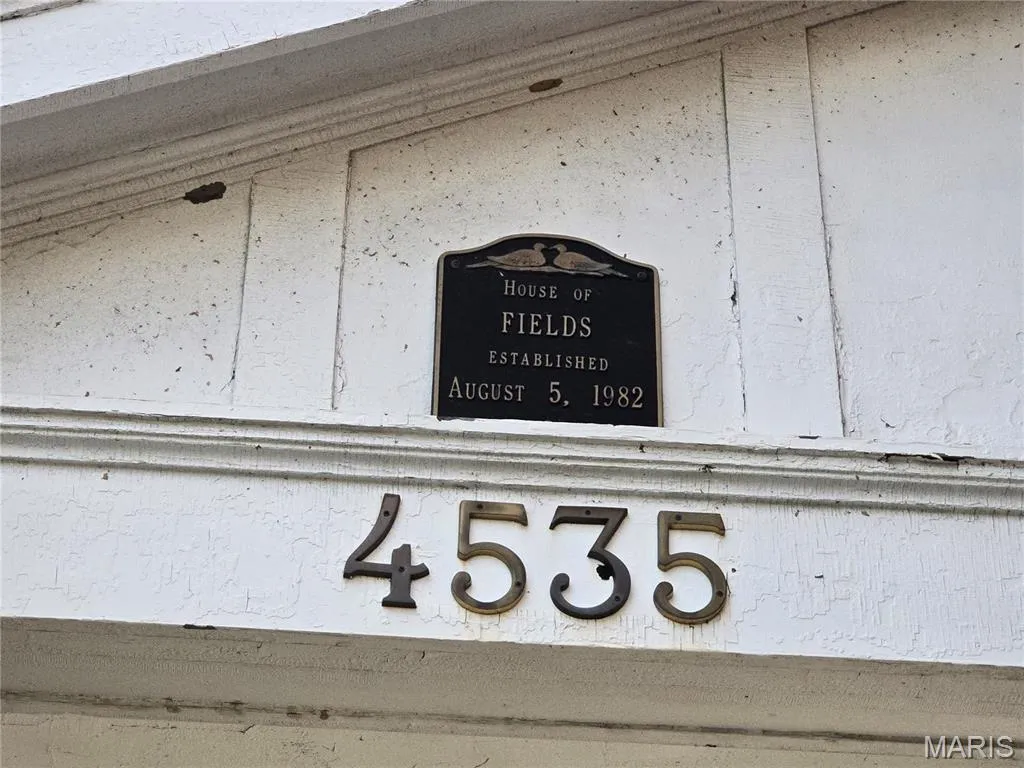 HOUSE OF
FIELDS
ESTABLISHED
AUGUST 5, 1982
4535
MARIS